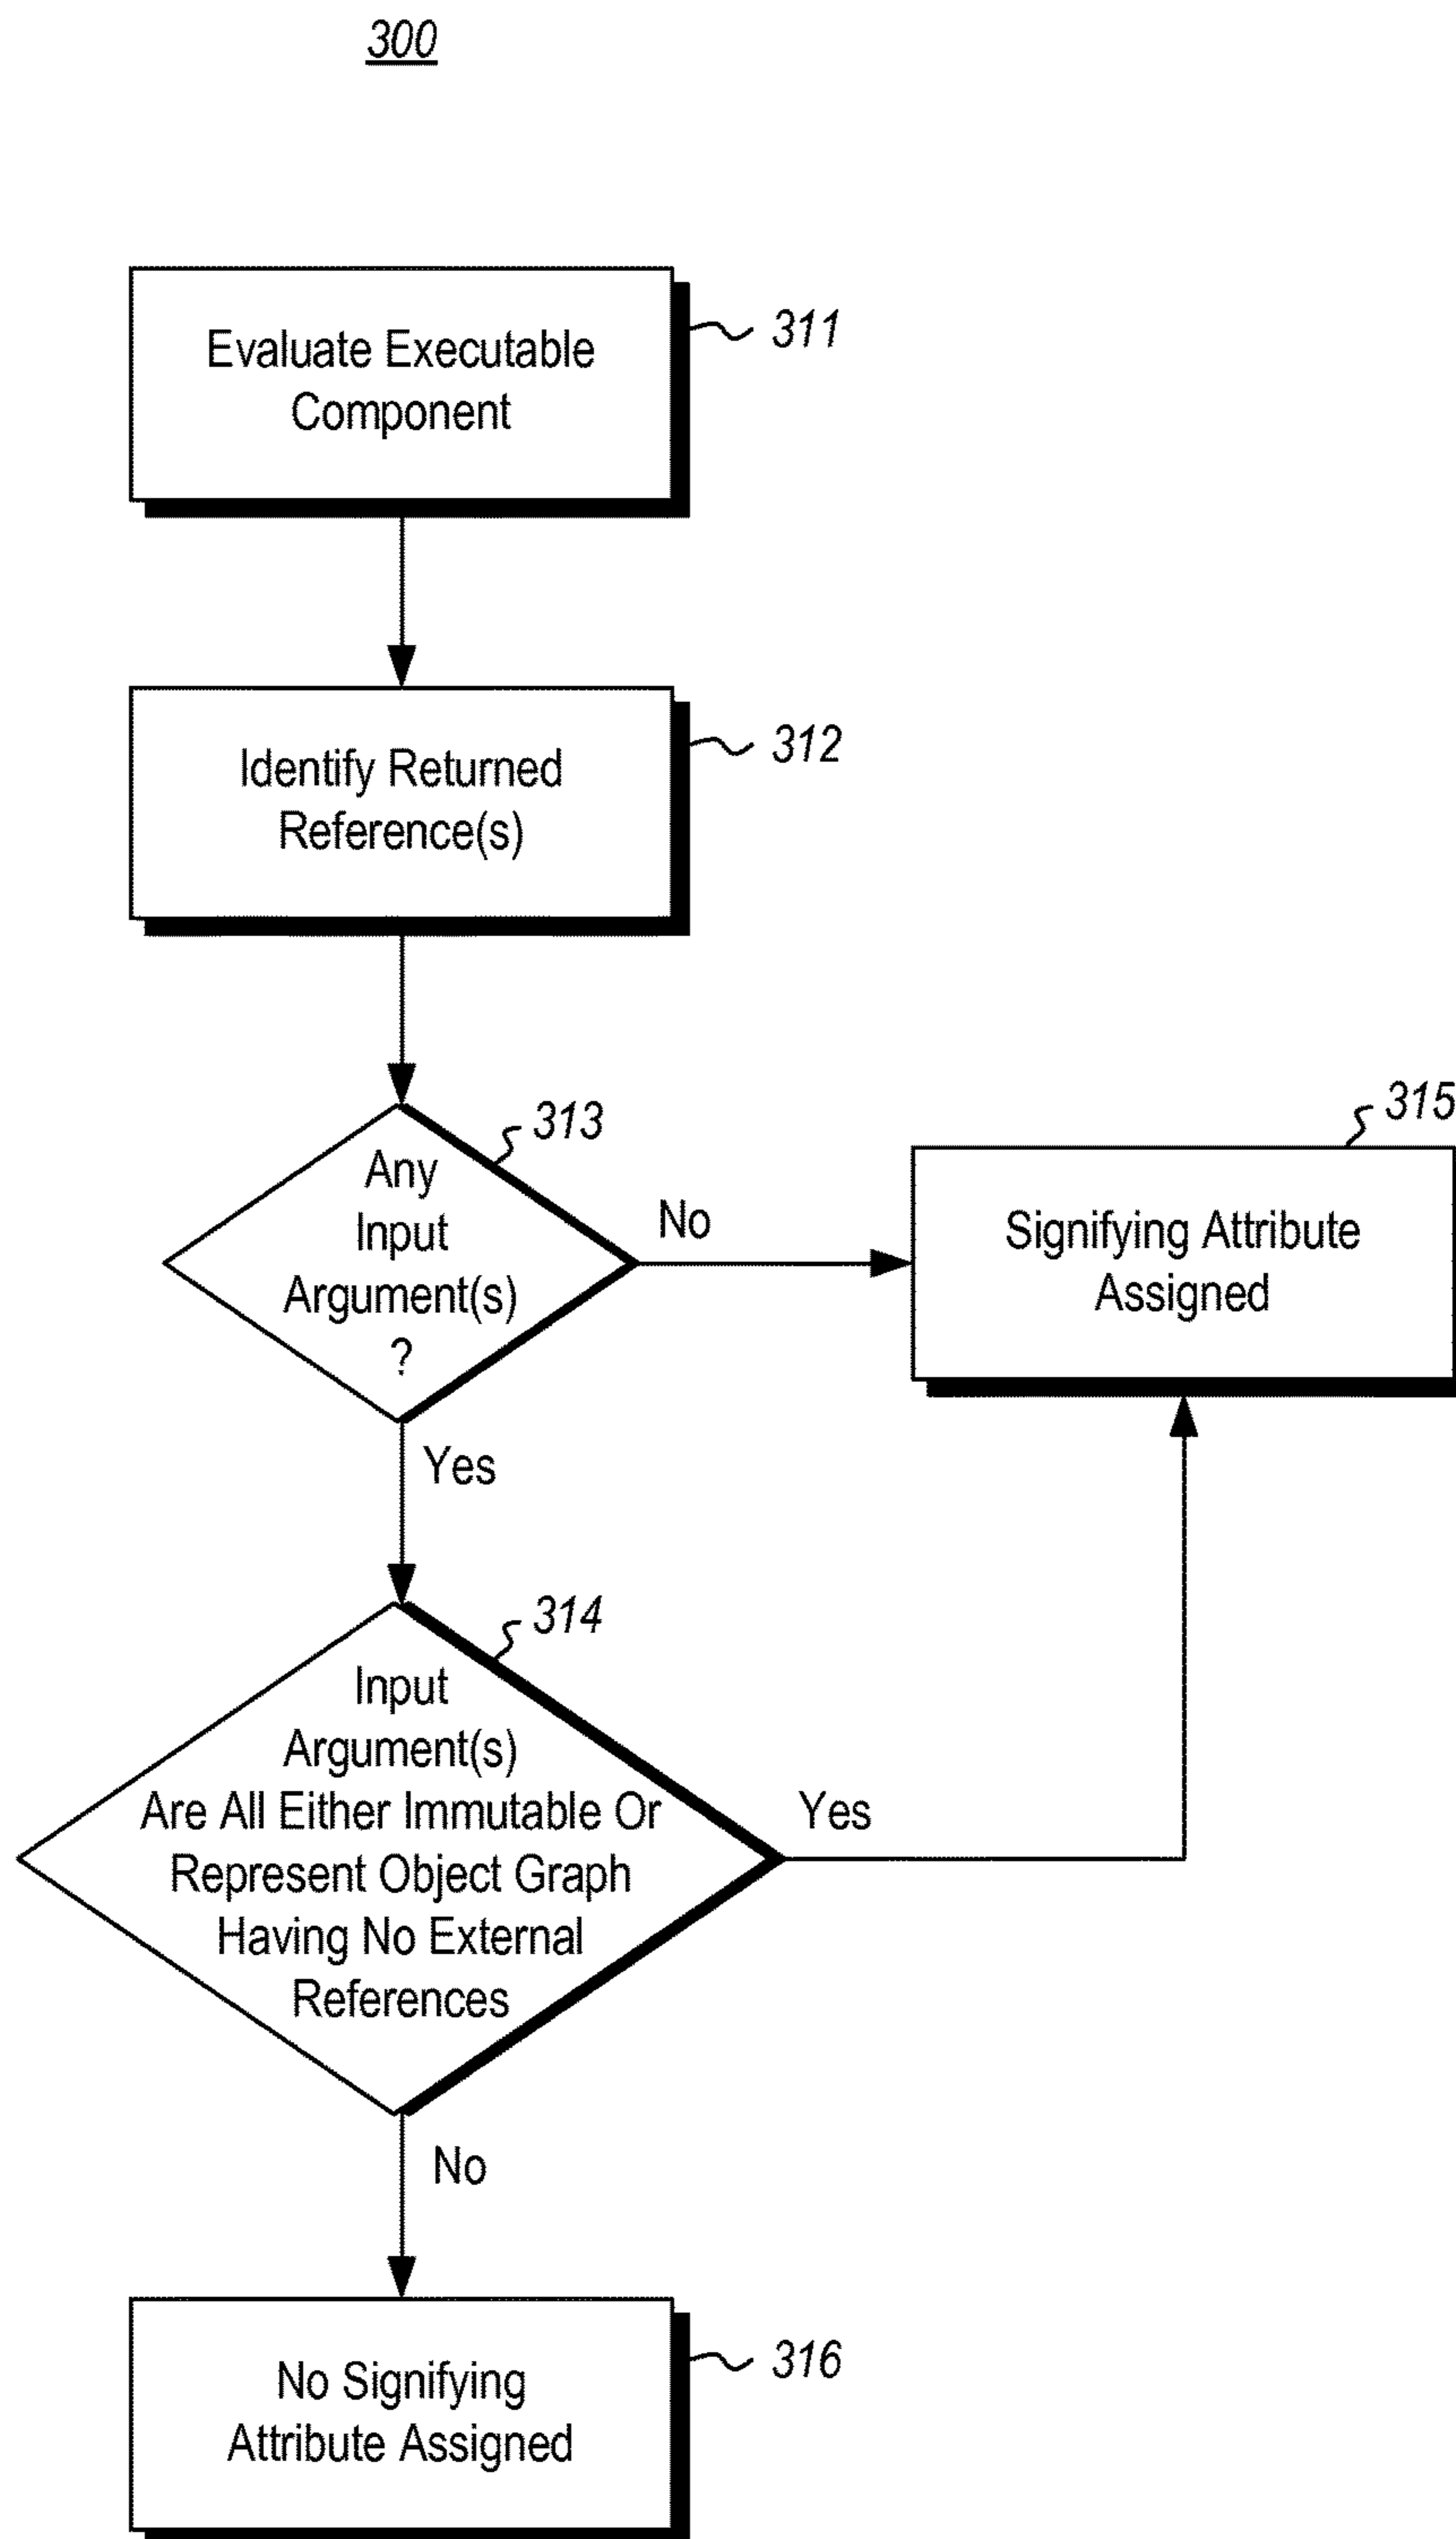 300
Evaluate Executable
Component
311
Identify Returned
Reference(s)
312
313
Any
Input
Argument(s)
?
No
315
Signifying Attribute
Assigned
Yes
314
Input
Argument(s)
Are All Either Immutable Or
Represent Object Graph
Having No External
References
Yes
No
No Signifying
Attribute Assigned
316